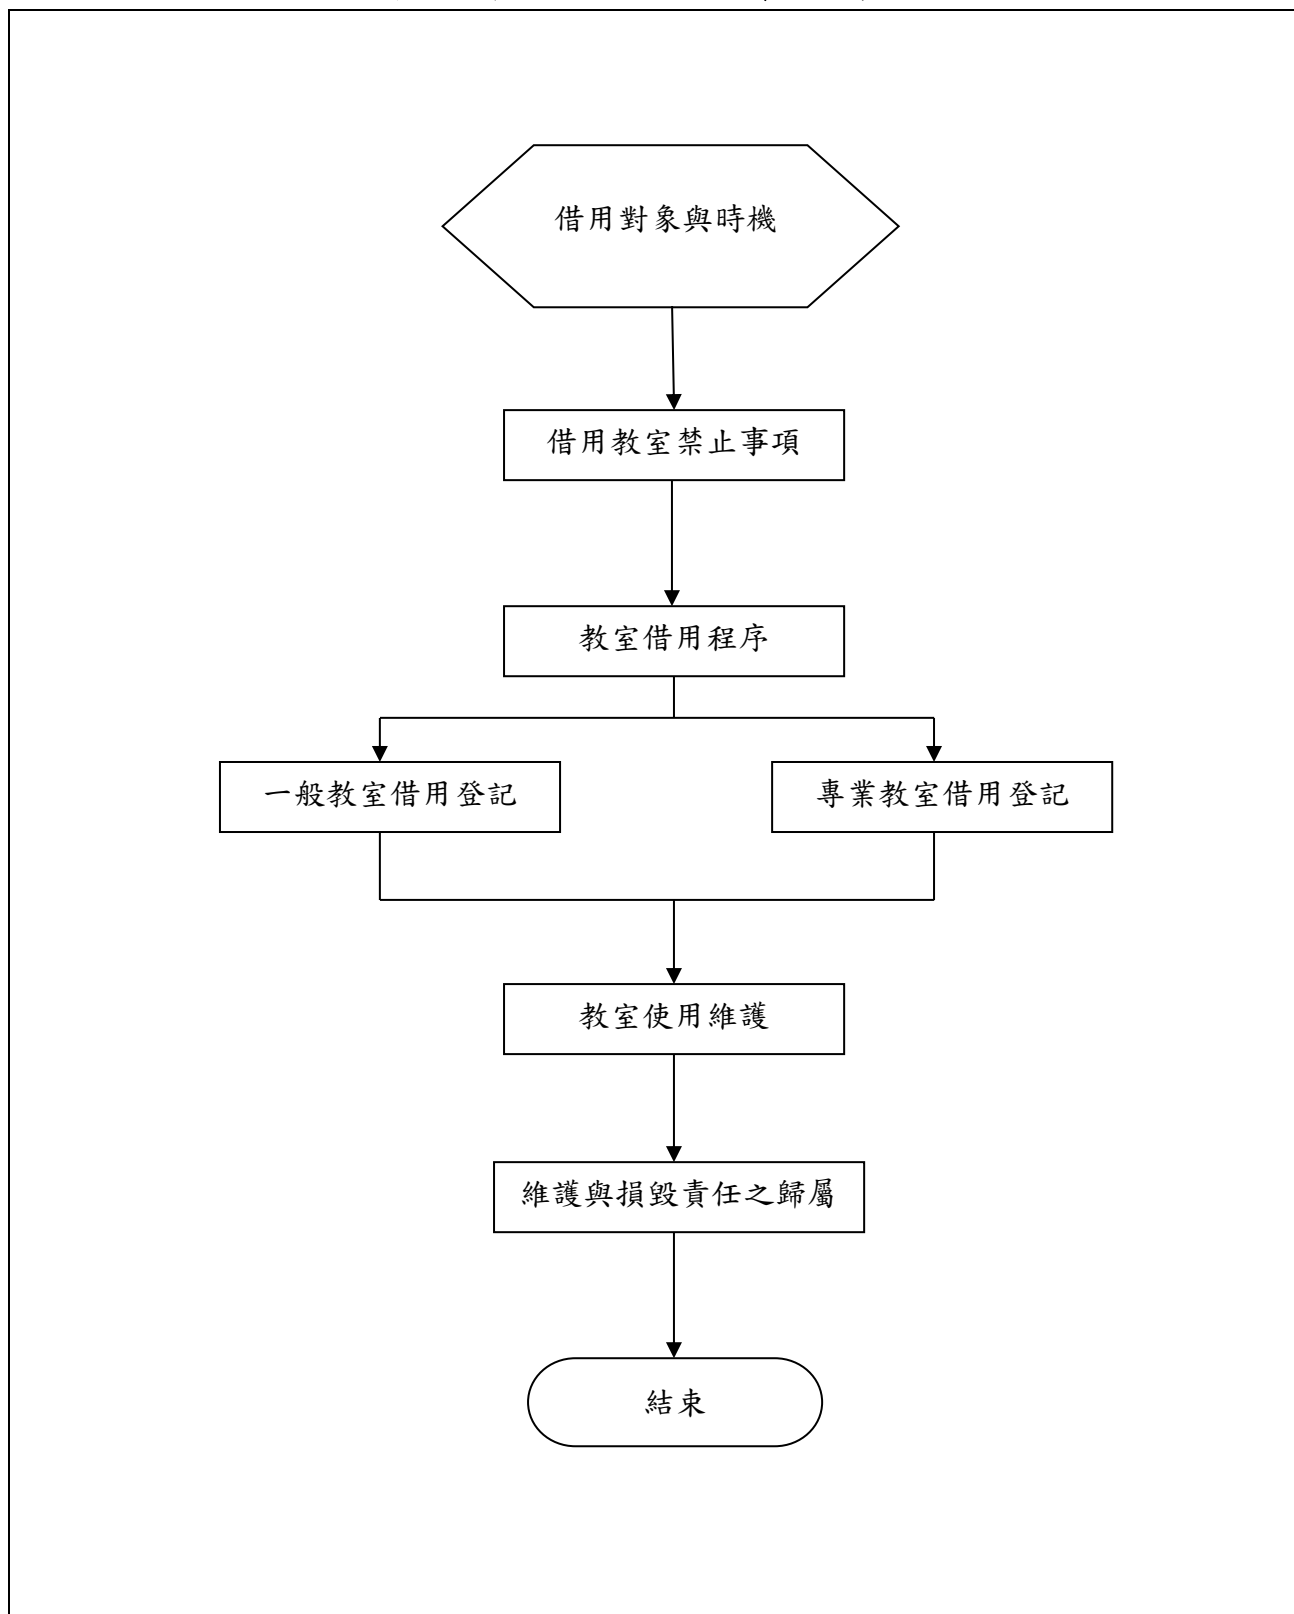 借用對象與時機
借用教室禁止事項
教室借用程序
一般教室借用登記
專業教室借用登記
教室使用維護
維護與損毀責任之歸屬
結束